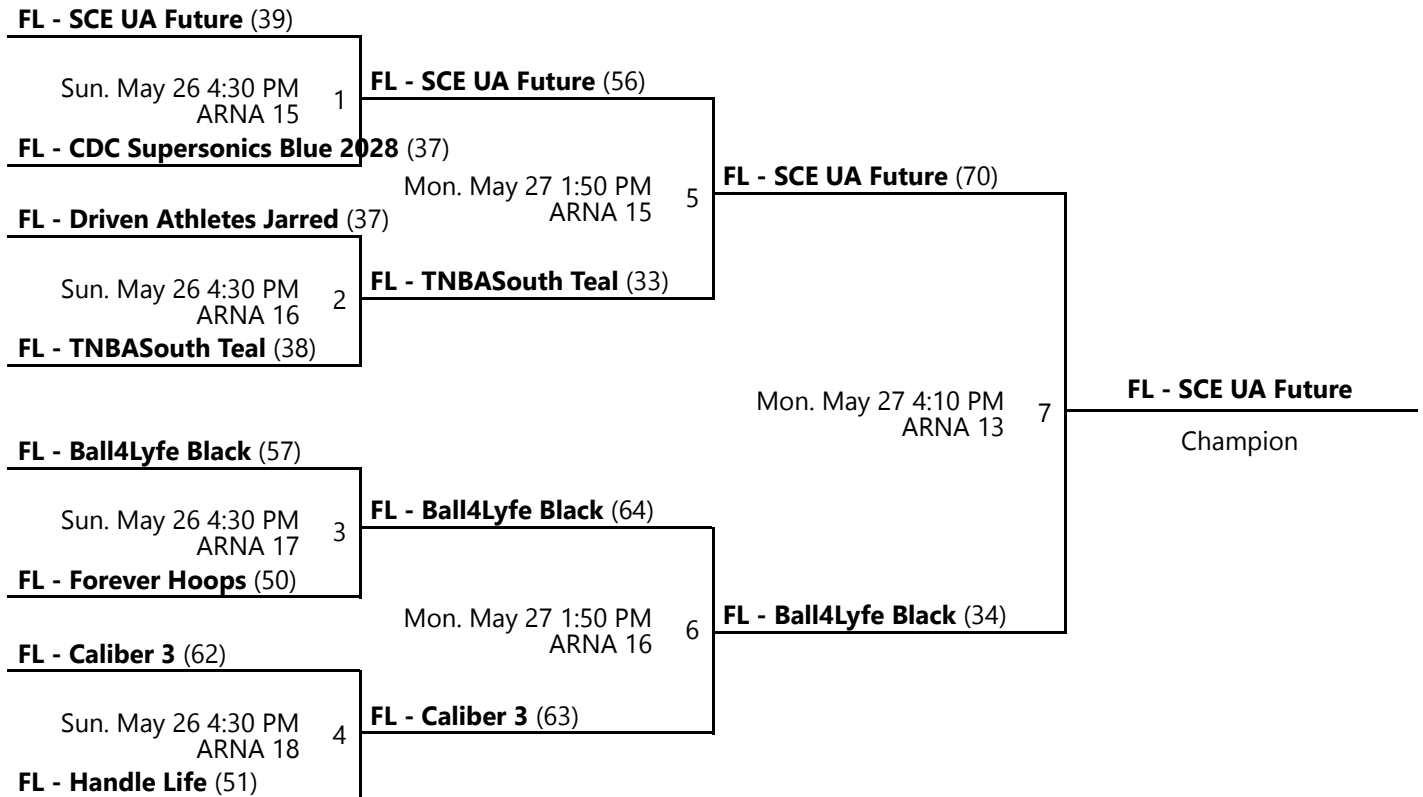 FL - SCE UA Future (39)
Sun. May 26 4:30 PM
ARNA 15
1
FL - CDC Supersonics Blue 2028 (37)
FL - Driven Athletes Jarred (37)
Sun. May 26 4:30 PM
ARNA 16
2
FL - TNBASouth Teal (38)
FL - Ball4Lyfe Black (57)
Sun. May 26 4:30 PM
ARNA 17
3
FL - Forever Hoops (50)
FL - Caliber 3 (62)
Sun. May 26 4:30 PM
ARNA 18
4
FL - Handle Life (51)
FL - SCE UA Future (56)
Mon. May 27 1:50 PM
ARNA 15
5
FL - TNBASouth Teal (33)
FL - Ball4Lyfe Black (64)
Mon. May 27 1:50 PM
ARNA 16
6
FL - Caliber 3 (63)
FL - SCE UA Future (70)
Mon. May 27 4:10 PM
ARNA 13
7
FL - Ball4Lyfe Black (34)
FL - SCE UA Future
Champion